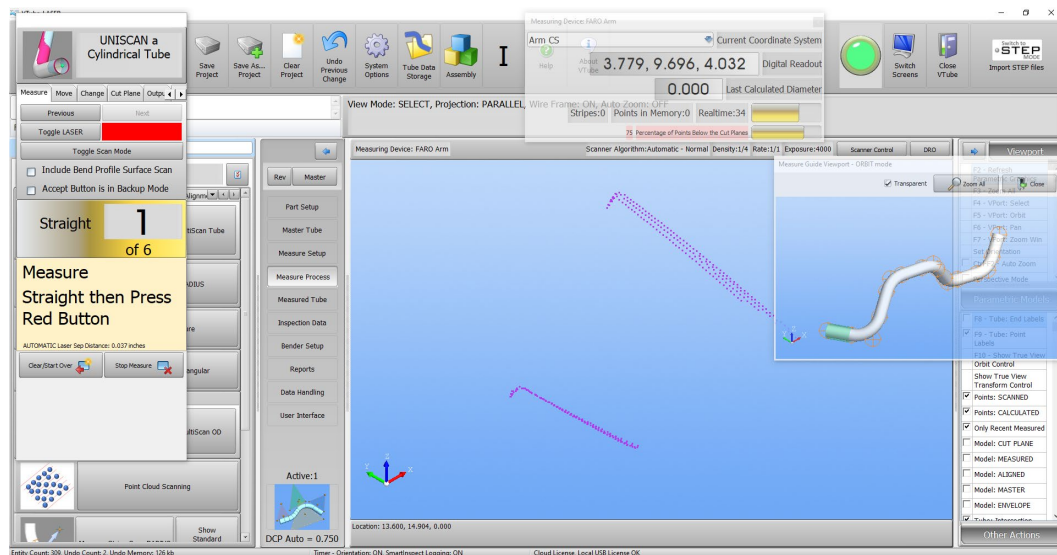 UNISCAN a
Cylindrical Tube
Measure
Move
Change
Cut Plane
Previous
Next
Toggle LASER
Toggle Scan Mode
Include Bend Profile Surface Scan
Accept Button is in Backup Mode
Straight
1
of 6
Measure
Straight then Press
Red Button
AUTOMATIC Laser Sep Distance: 0.037 inches
Clear/Start Over
Stop Measure
Point Cloud Scanning
Show
Standard
Save
Project
Save As...
Project
Clear
Project
Undo
Previous
Change
System
Options
Tube Data
Storage
Assembly
Help
About
VTube
Switch
Screens
Close
VTube
Switch to
STEP
MODE
Import STEP files
Measuring Device: FARO Arm
Arm CS
Current Coordinate System
3.779, 9.696, 4.032
Digital Readout
0.000
Last Calculated Diameter
Stripes:0
Points in Memory:0
Realtime:34
75
Percentage of Points Below the Cut Planes
View Mode: SELECT, Projection: PARALLEL, Wire Frame: ON, Auto Zoom: OFF
Rev
Master
Part Setup
Master Tube
Measure Setup
Measure Process
Measured Tube
Inspection Data
Bender Setup
Reports
Data Handling
User Interface
Active:1
DCP Auto = 0.750
Measuring Device: FARO Arm
Scanner Algorithm:Automatic - Normal
Density:1/4
Rate:1/1
Exposure:4000
Scanner Control
DRO
Measure Guide Viewport - ORBIT mode
Transparent
Zoom All
Close
Location: 13.600, 14.904, 0.000
Viewport
F2 - Refresh
F4 - VPort: Select
F5 - VPort: Orbit
F6 - VPort: Pan
F7 - VPort: Zoom Win
Set Orientation
Perspective Mode
Parametric Models
F8 - Tube: End Labels
F9 - Tube: Point
Labels
F10 - Show True View
Orbit Control
Show True View
Transform Control
Points: SCANNED
Points: CALCULATED
Only Recent Measured
Model: CUT PLANE
Model: MEASURED
Model: ALIGNED
Model: MASTER
Model: ENVELOPE
Other Actions
Entity Count: 309, Undo Count: 2, Undo Memory: 126 kb
Timer - Orientation: ON, SmartInspect Logging: ON
Cloud License, Local USB License OK